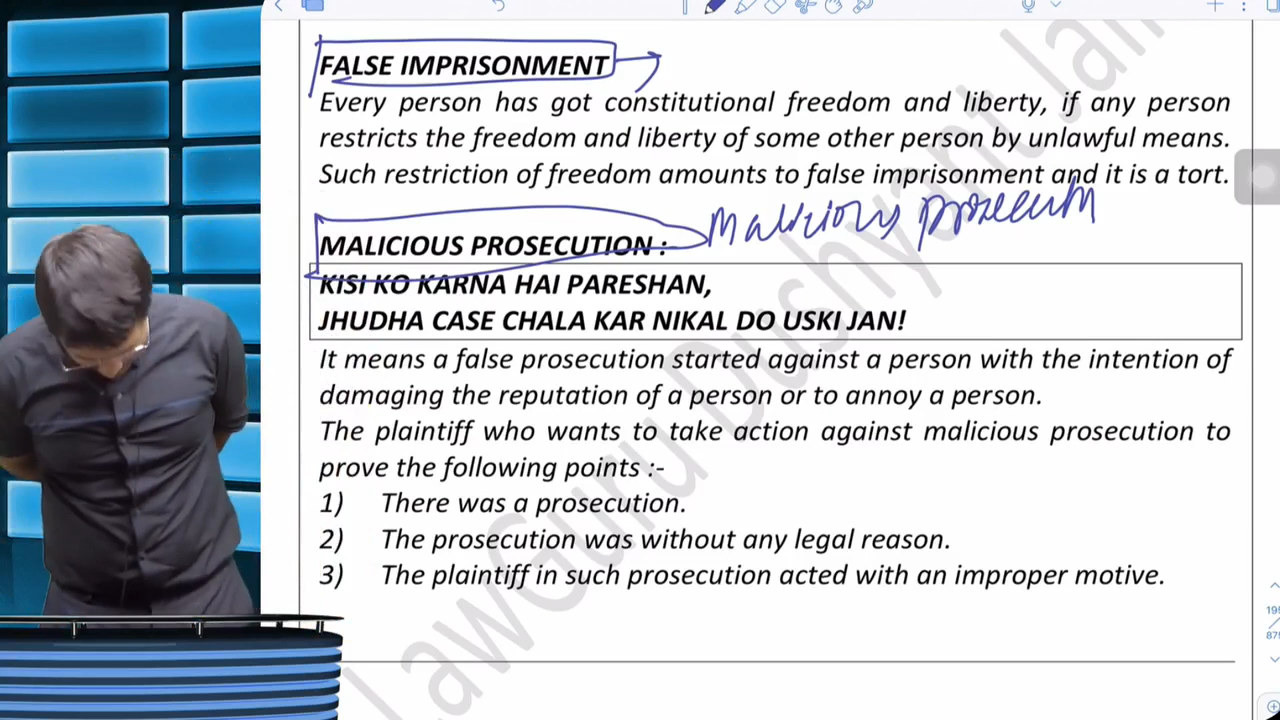 FALSE IMPRISONMENT
Every person has got constitutional freedom and liberty, if any person
restricts the freedom and liberty of some other person by unlawful means.
Such restriction of freedom amounts to false imprisonment and it is a tort.
MALICIOUS PROSECUTION :-
Malicious
KISI KO KARNA HAI PARESHAN,
JHUDHA CASE CHALA KAR NIKAL DO USKI JAN!
It means a false prosecution started against a person with the intention of
damaging the reputation of a person or to annoy a person.
The plaintiff who wants to take action against malicious prosecution to
prove the following points :-
1) There was a prosecution.
2) The prosecution was without any legal reason.
3) The plaintiff in such prosecution acted with an improper motive.
LawGuru Dushyant Jain